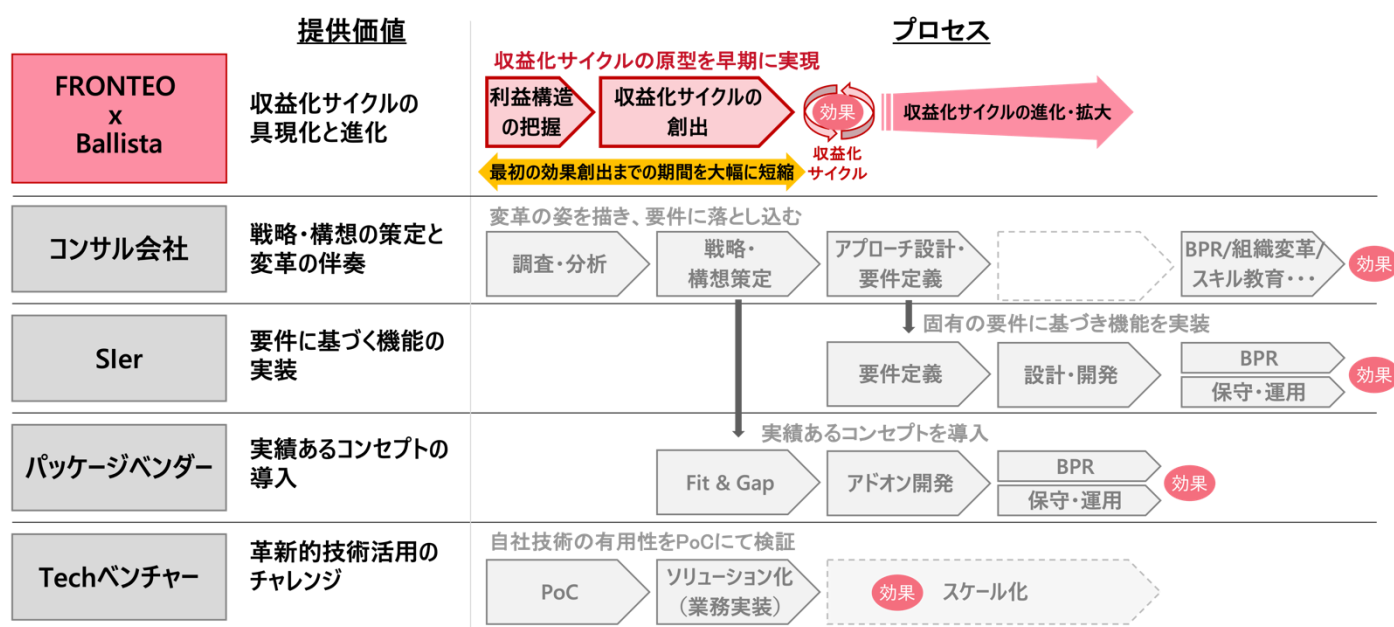 提供価値
プロセス
FRONTEO
x
Ballista
収益化サイクルの
具現化と進化
収益化サイクルの原型を早期に実現
利益構造
の把握
収益化サイクルの
創出
効果
収益化
サイクル
収益化サイクルの進化・拡大
最初の効果創出までの期間を大幅に短縮
コンサル会社
戦略・構想の策定と
変革の伴奏
変革の姿を描き、要件に落とし込む
調査・分析
戦略・
構想策定
アプローチ設計・
要件定義
BPR/組織変革/
スキル教育・・・
効果
SIer
要件に基づく機能の
実装
固有の要件に基づき機能を実装
要件定義
設計・開発
BPR
保守・運用
効果
パッケージベンダー
実績あるコンセプトの
導入
実績あるコンセプトを導入
Fit & Gap
アドオン開発
BPR
保守・運用
効果
Techベンチャー
革新的技術活用の
チャレンジ
自社技術の有用性をPoCにて検証
PoC
ソリューション化
（業務実装）
効果
スケール化